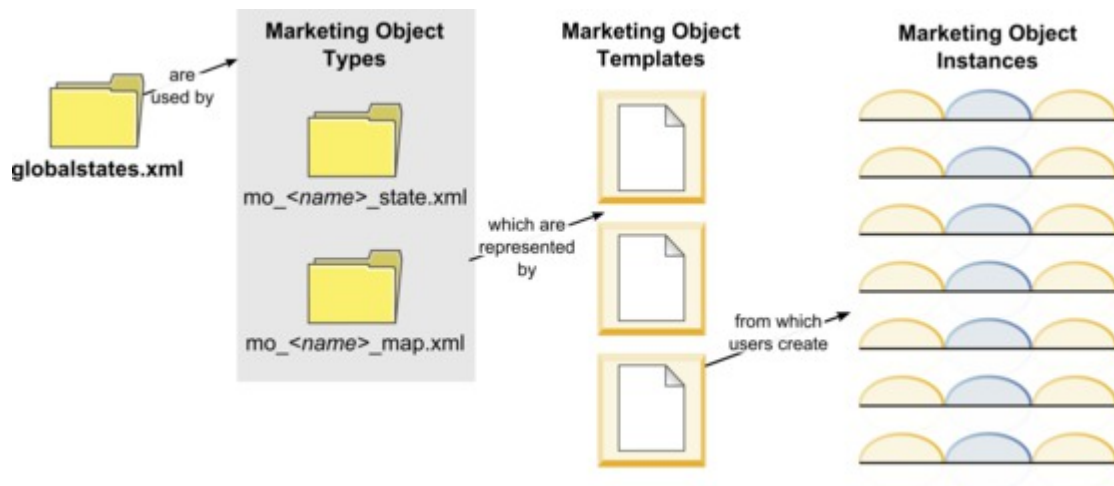 Marketing Object
Types
Marketing Object
Templates
Marketing Object
Instances
are
used by
globalstates.xml
mo_<name>_state.xml
mo_<name>_map.xml
which are
represented
by
from which
users create